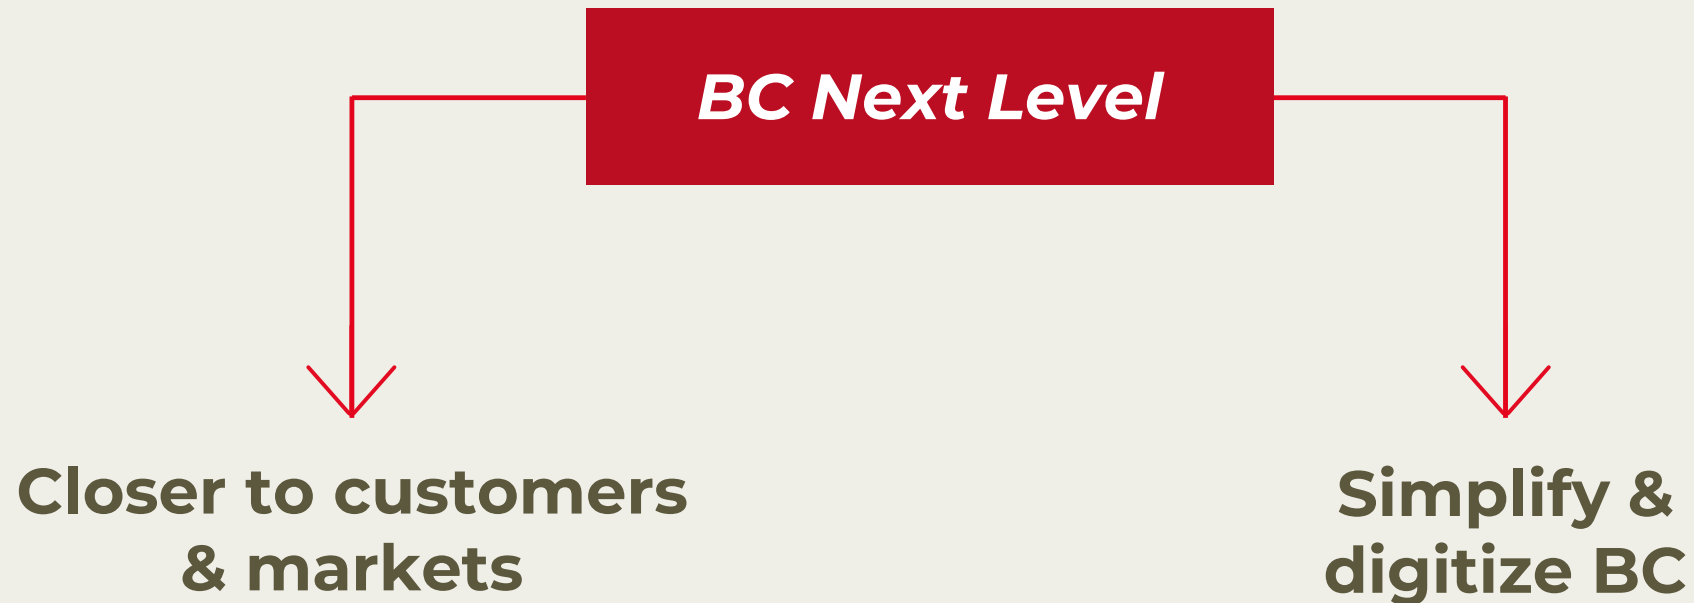 BC Next Level
Closer to customers
& markets
Simplify &
digitize BC